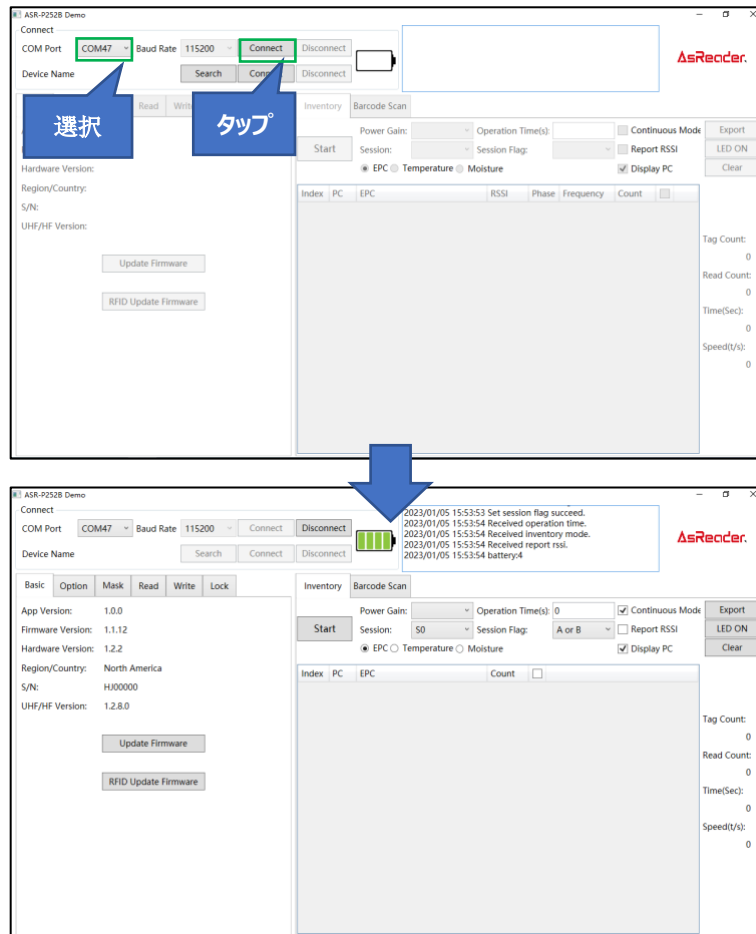 ASR-P252B Demo
Connect
COM Port COM47 Baud Rate 115200 Connect Disconnect
AsReader.
Device Name Search Disconnect
選択
タップ
Read Inventory Barcode Scan
Power Gain: Operation Time(s): Continuous Mode Export
Start Session: Session Flag: Report RSSI LED ON
Hardware Version: EPC Temperature Moisture Display PC Clear
Region/Country:
Index PC EPC RSSI Phase Frequency Count
S/N:
UHF/HF Version:
Tag Count:
0
Update Firmware
Read Count:
0
RFID Update Firmware
Time(Sec):
0
Speed(t/s):
0
ASR-P252B Demo
Connect
2023/01/05 15:53:53 Set session flag succeed.
2023/01/05 15:53:54 Received operation time.
2023/01/05 15:53:54 Received inventory mode.
2023/01/05 15:53:54 Received report rssi.
2023/01/05 15:53:54 battery:4
COM Port COM47 Baud Rate 115200 Connect Disconnect
AsReader.
Device Name Search Connect Disconnect
Basic Option Mask Read Write Lock Inventory Barcode Scan
App Version: 1.0.0 Power Gain: Operation Time(s): 0 Continuous Mode Export
Firmware Version: 1.1.12 Start Session: S0 Session Flag: A or B Report RSSI LED ON
Hardware Version: 1.2.2 EPC Temperature Moisture Display PC Clear
Region/Country: North America
Index PC EPC Count
S/N: HJ00000
UHF/HF Version: 1.2.8.0
Tag Count:
0
Update Firmware
Read Count:
0
RFID Update Firmware
Time(Sec):
0
Speed(t/s):
0